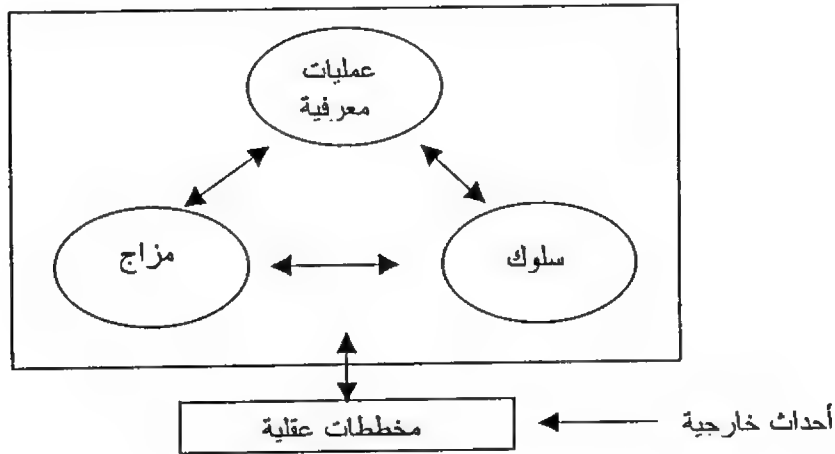 عمليات
معرفية
مزاج
سلوك
مخططات عقلية
أحداث خارجية